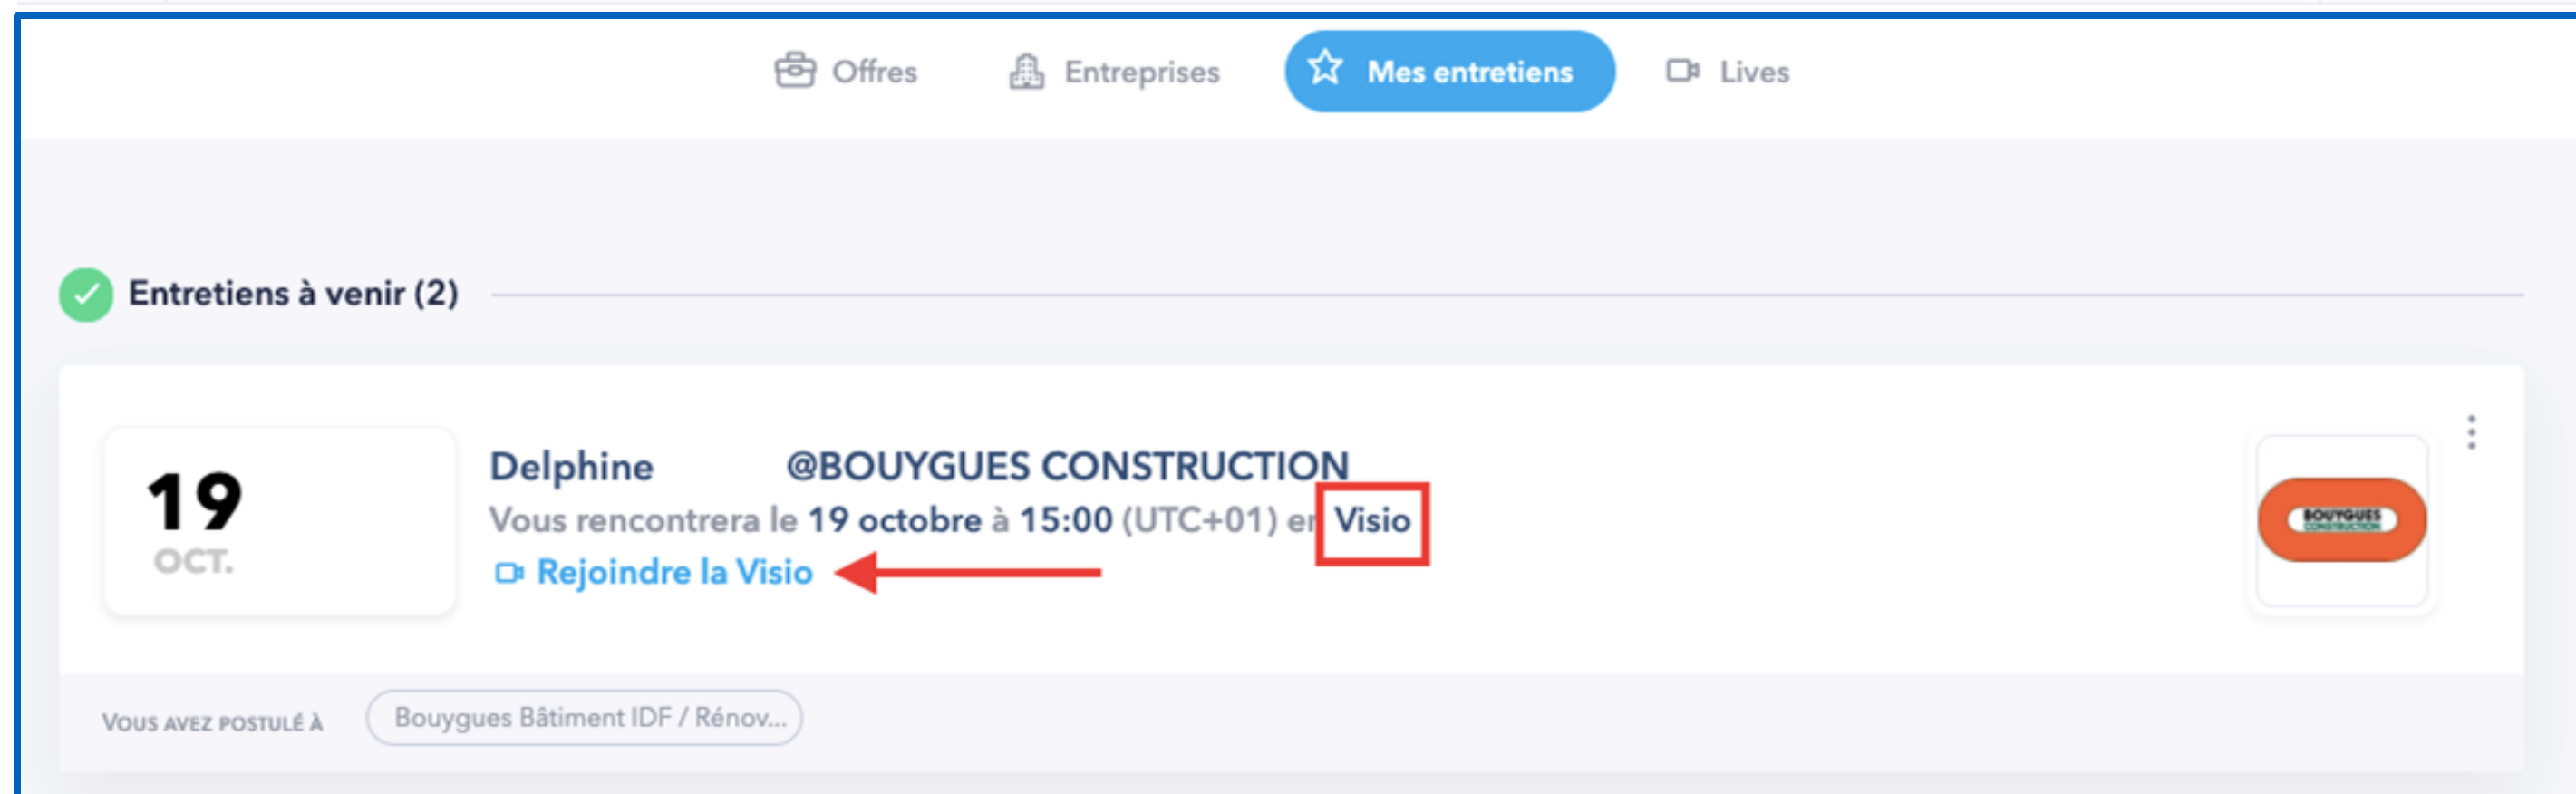 Offres Entreprises Mes entretiens Lives
Entretiens à venir (2)
19
OCT.
Delphine @BOUYGUES CONSTRUCTION
Vous rencontrera le 19 octobre à 15:00 (UTC+01) en Visio
Rejoindre la Visio
BOUYGUES
CONSTRUCTION
VOUS AVEZ POSTULÉ À Bouygues Bâtiment IDF / Rénov...